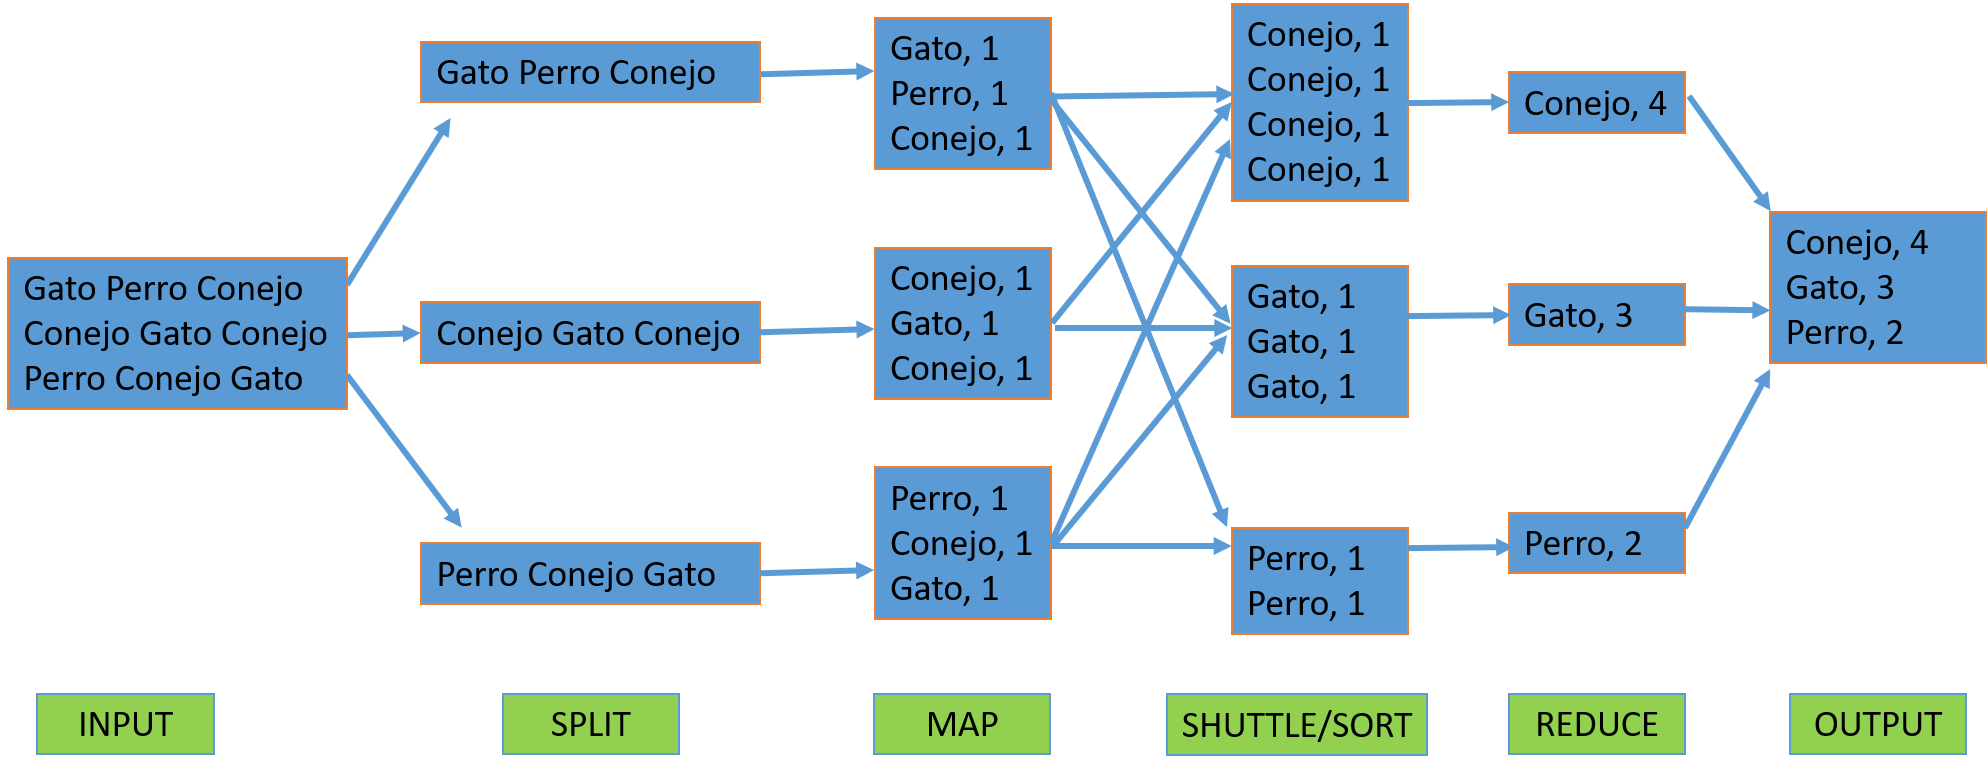 Gato Perro Conejo
Conejo Gato Conejo
Perro Conejo Gato
Gato Perro Conejo
Conejo Gato Conejo
Perro Conejo Gato
Gato, 1
Perro, 1
Conejo, 1
Conejo, 1
Gato, 1
Conejo, 1
Perro, 1
Conejo, 1
Gato, 1
Conejo, 1
Conejo, 1
Conejo, 1
Conejo, 1
Gato, 1
Gato, 1
Gato, 1
Perro, 1
Perro, 1
Conejo, 4
Gato, 3
Perro, 2
Conejo, 4
Gato, 3
Perro, 2
INPUT
SPLIT
MAP
SHUTTLE/SORT
REDUCE
OUTPUT